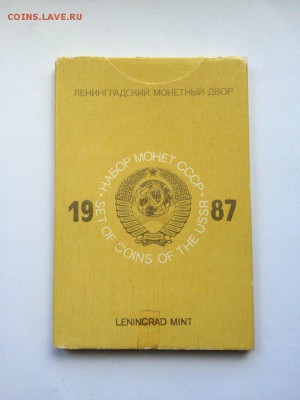 COINS.LAVE.RU
ЛЕНИНГРАДСКИЙ МОНЕТНЫЙ ДВОР
• НАБОР МОНЕТ СССР •
19 87
SET OF COINS OF THE USSR
LENINGRAD MINT